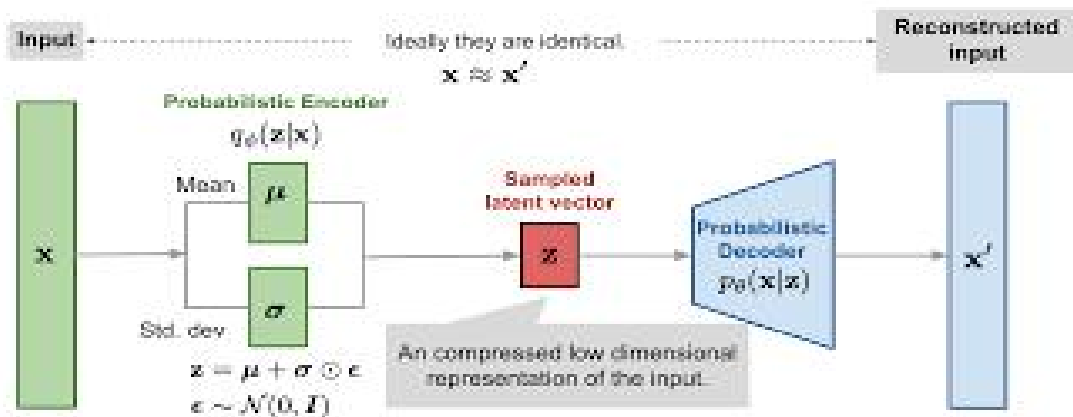 Input
Ideally they are identical.
x ≈ x′
Reconstructed
input
Probabilistic Encoder
qϕ(z|x)
Mean
μ
Sampled
latent vector
x
z
Probabilistic
Decoder
pθ(x|z)
x′
σ
Std. dev
An compressed low dimensional
representation of the input.
z = μ + σ ⊙ ϵ
ϵ ∼ 𝒩(0, I)